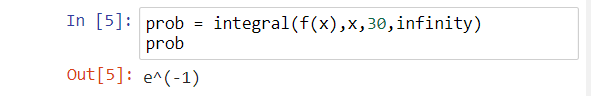 In [5]: prob = integral(f(x),x,30,infinity)
prob
Out[5]: e^(-1)